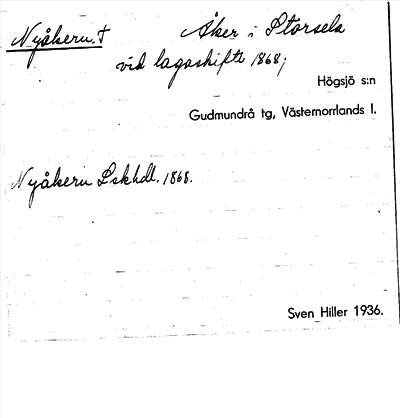 Nyåkern. † Åker i Storsela
vid lagaskifte 1868;
Högsjö s:n
Gudmundrå tg, Västernorrlands l.
Nyåkern Lskhdl. 1868.
Sven Hiller 1936.